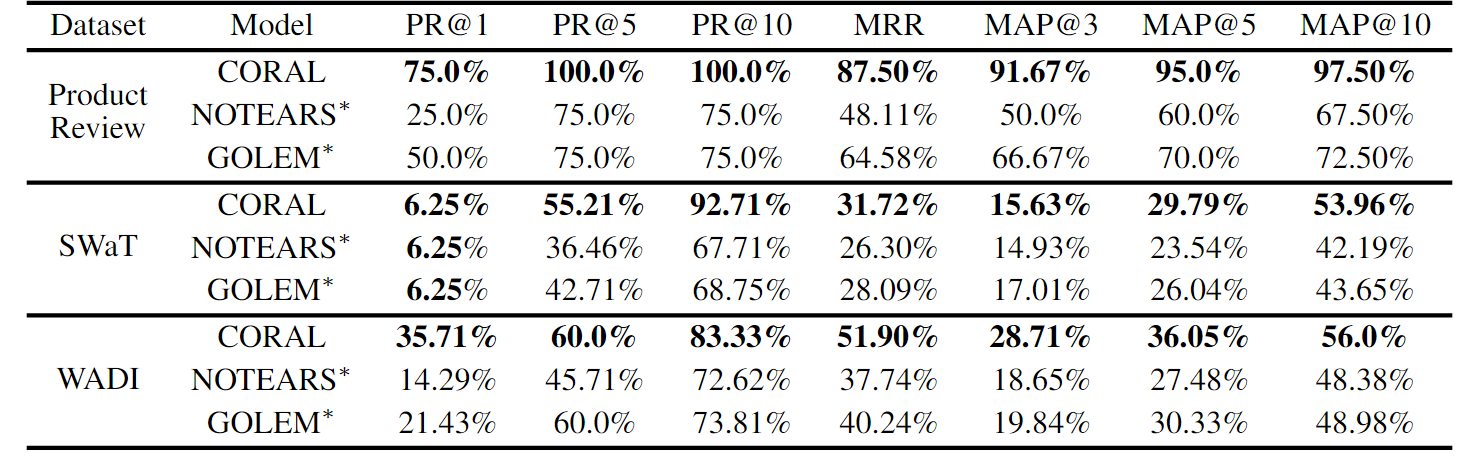 Dataset Model PR@1 PR@5 PR@10 MRR MAP@3 MAP@5 MAP@10
Product Review CORAL 75.0% 100.0% 100.0% 87.50% 91.67% 95.0% 97.50%
NOTEARS* 25.0% 75.0% 75.0% 48.11% 50.0% 60.0% 67.50%
GOLEM* 50.0% 75.0% 75.0% 64.58% 66.67% 70.0% 72.50%
SWaT CORAL 6.25% 55.21% 92.71% 31.72% 15.63% 29.79% 53.96%
NOTEARS* 6.25% 36.46% 67.71% 26.30% 14.93% 23.54% 42.19%
GOLEM* 6.25% 42.71% 68.75% 28.09% 17.01% 26.04% 43.65%
WADI CORAL 35.71% 60.0% 83.33% 51.90% 28.71% 36.05% 56.0%
NOTEARS* 14.29% 45.71% 72.62% 37.74% 18.65% 27.48% 48.38%
GOLEM* 21.43% 60.0% 73.81% 40.24% 19.84% 30.33% 48.98%